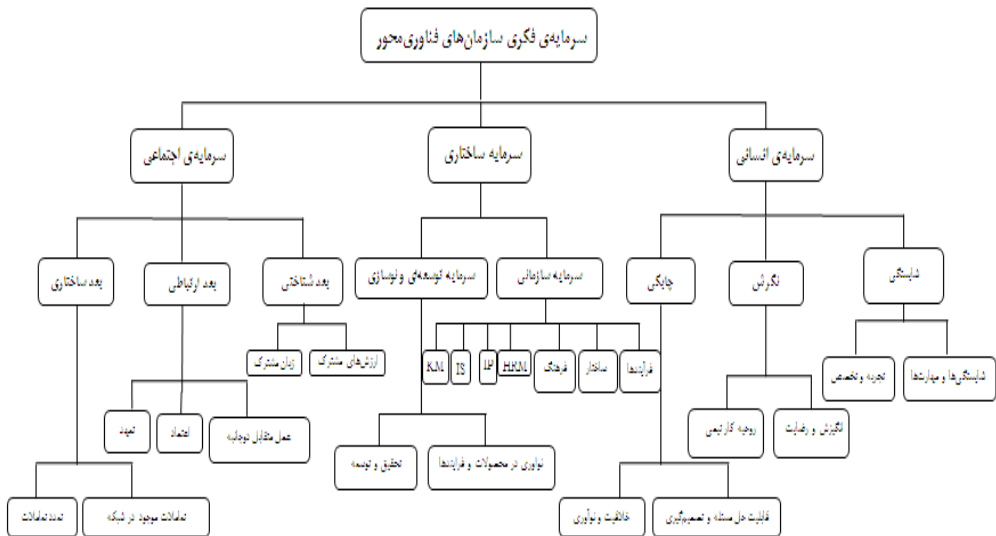 سرمایه‌ی فکری سازمان‌های فناوری‌محور
سرمایه‌ی انسانی
سرمایه ساختاری
سرمایه‌ی اجتماعی
شایستگی
نگرش
چابکی
سرمایه سازمانی
سرمایه توسعه‌ای و نوسازی
بعد شناختی
بعد ارتباطی
بعد ساختاری
شایستگی‌ها و مهارت‌ها
تجربه و تخصص
انگیزش و رضایت
روحیه کار تیمی
قابلیت حل مسئله و تصمیم‌گیری
خلاقیت و نوآوری
فرآیندها
ساختار
فرهنگ
HRM
IP
IS
KM
نوآوری در محصولات و فرایندها
تحقیق و توسعه
ارزش‌های مشترک
زبان مشترک
عمل متقابل دوجانبه
اعتماد
تعهد
تعاملات موجود در شبکه
تعدد تعاملات